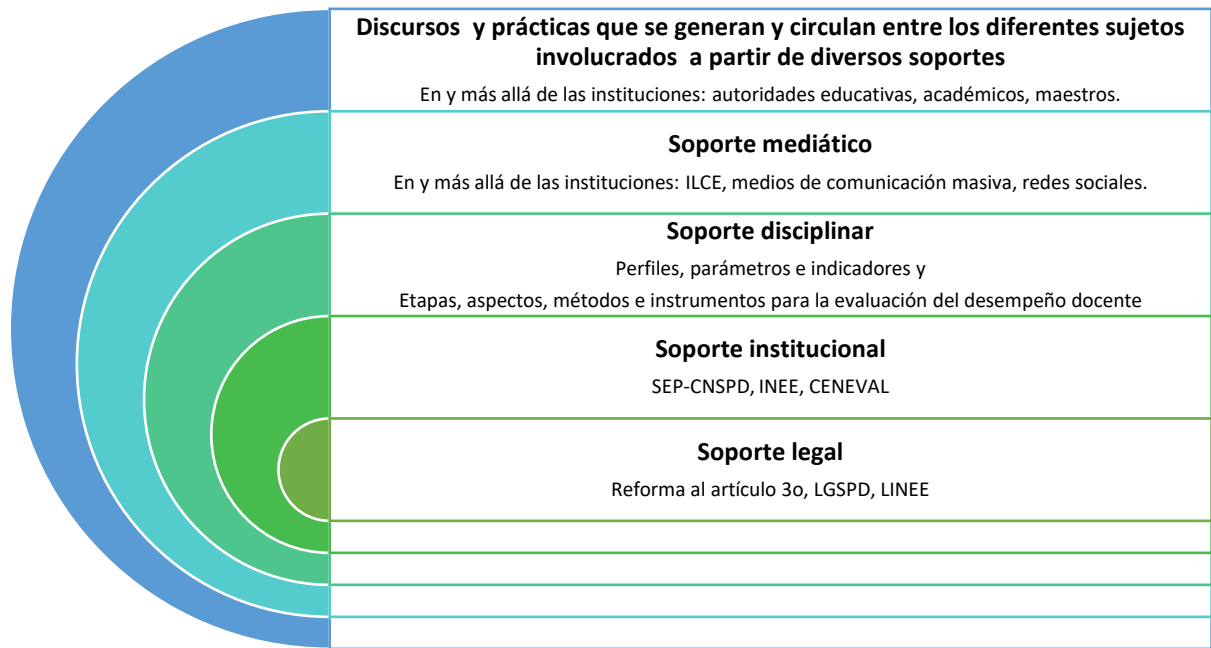 Discursos y prácticas que se generan y circulan entre los diferentes sujetos
involucrados a partir de diversos soportes
En y más allá de las instituciones: autoridades educativas, académicos, maestros.
Soporte mediático
En y más allá de las instituciones: ILCE, medios de comunicación masiva, redes sociales.
Soporte disciplinar
Perfiles, parámetros e indicadores y
Etapas, aspectos, métodos e instrumentos para la evaluación del desempeño docente
Soporte institucional
SEP-CNSPD, INEE, CENEVAL
Soporte legal
Reforma al artículo 3o, LGSPD, LINEE